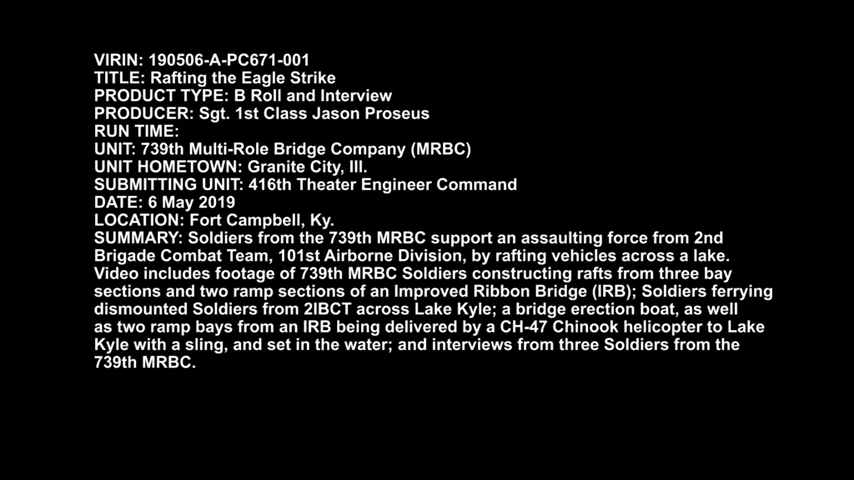 VIRIN: 190506-A-PC671-001
TITLE: Rafting the Eagle Strike
PRODUCT TYPE: B Roll and Interview
PRODUCER: Sgt. 1st Class Jason Proseus
RUN TIME:
UNIT: 739th Multi-Role Bridge Company (MRBC)
UNIT HOMETOWN: Granite City, Ill.
SUBMITTING UNIT: 416th Theater Engineer Command
DATE: 6 May 2019
LOCATION: Fort Campbell, Ky.
SUMMARY: Soldiers from the 739th MRBC support an assaulting force from 2nd
Brigade Combat Team, 101st Airborne Division, by rafting vehicles across a lake.
Video includes footage of 739th MRBC Soldiers constructing rafts from three bay
sections and two ramp sections of an Improved Ribbon Bridge (IRB); Soldiers ferrying
dismounted Soldiers from 2IBCT across Lake Kyle; a bridge erection boat, as well
as two ramp bays from an IRB being delivered by a CH-47 Chinook helicopter to Lake
Kyle with a sling, and set in the water; and interviews from three Soldiers from the
739th MRBC.